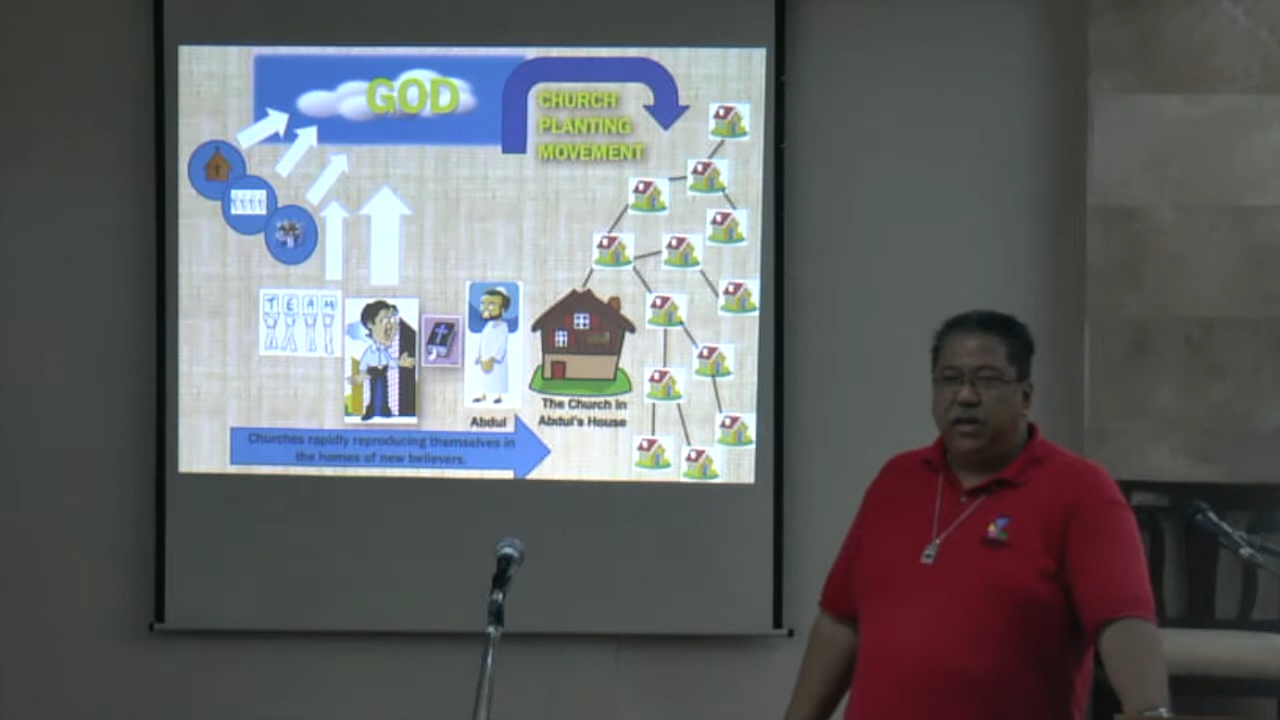 GOD
CHURCH
PLANTING
MOVEMENT
TEAM
Abdul
The Church in
Abdul's House
Churches rapidly reproducing themselves in
the homes of new believers.